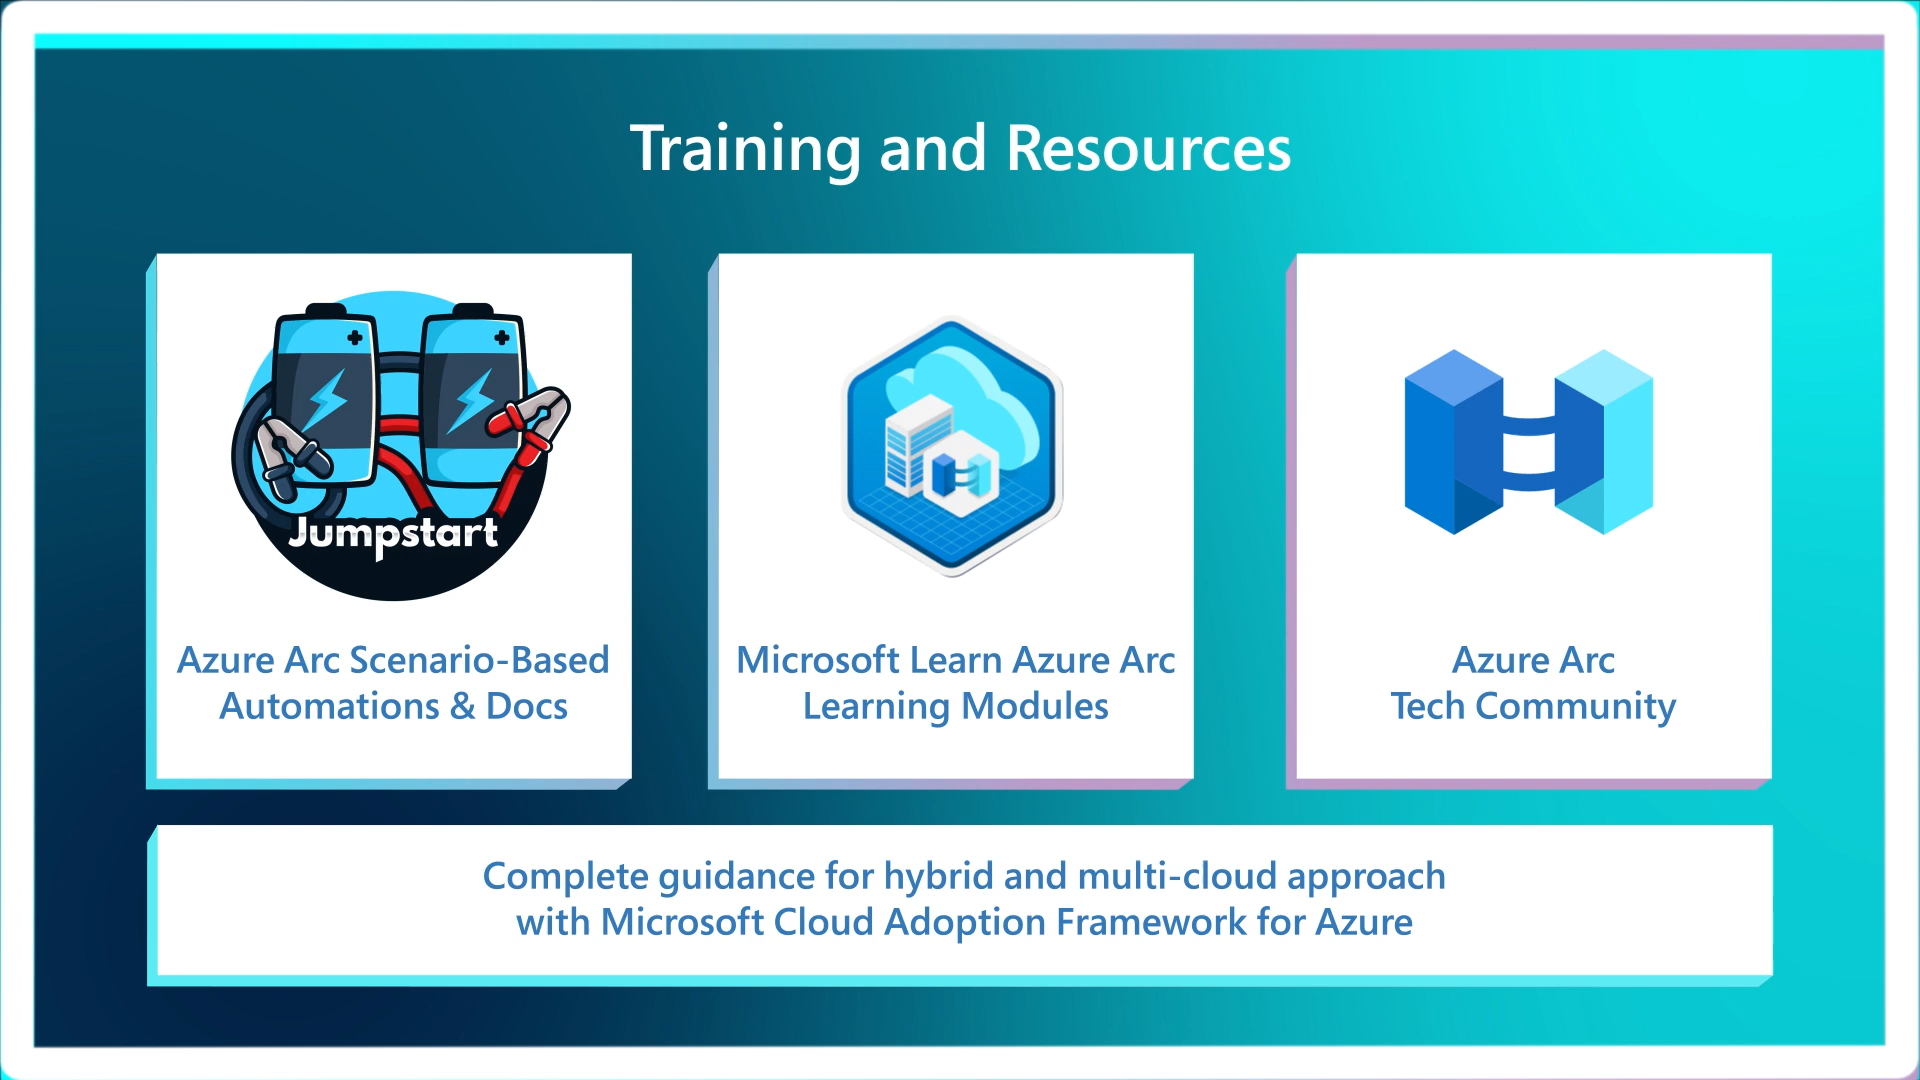 Training and Resources
Jumpstart
Azure Arc Scenario-Based
Automations & Docs
Microsoft Learn Azure Arc
Learning Modules
Azure Arc
Tech Community
Complete guidance for hybrid and multi-cloud approach
with Microsoft Cloud Adoption Framework for Azure